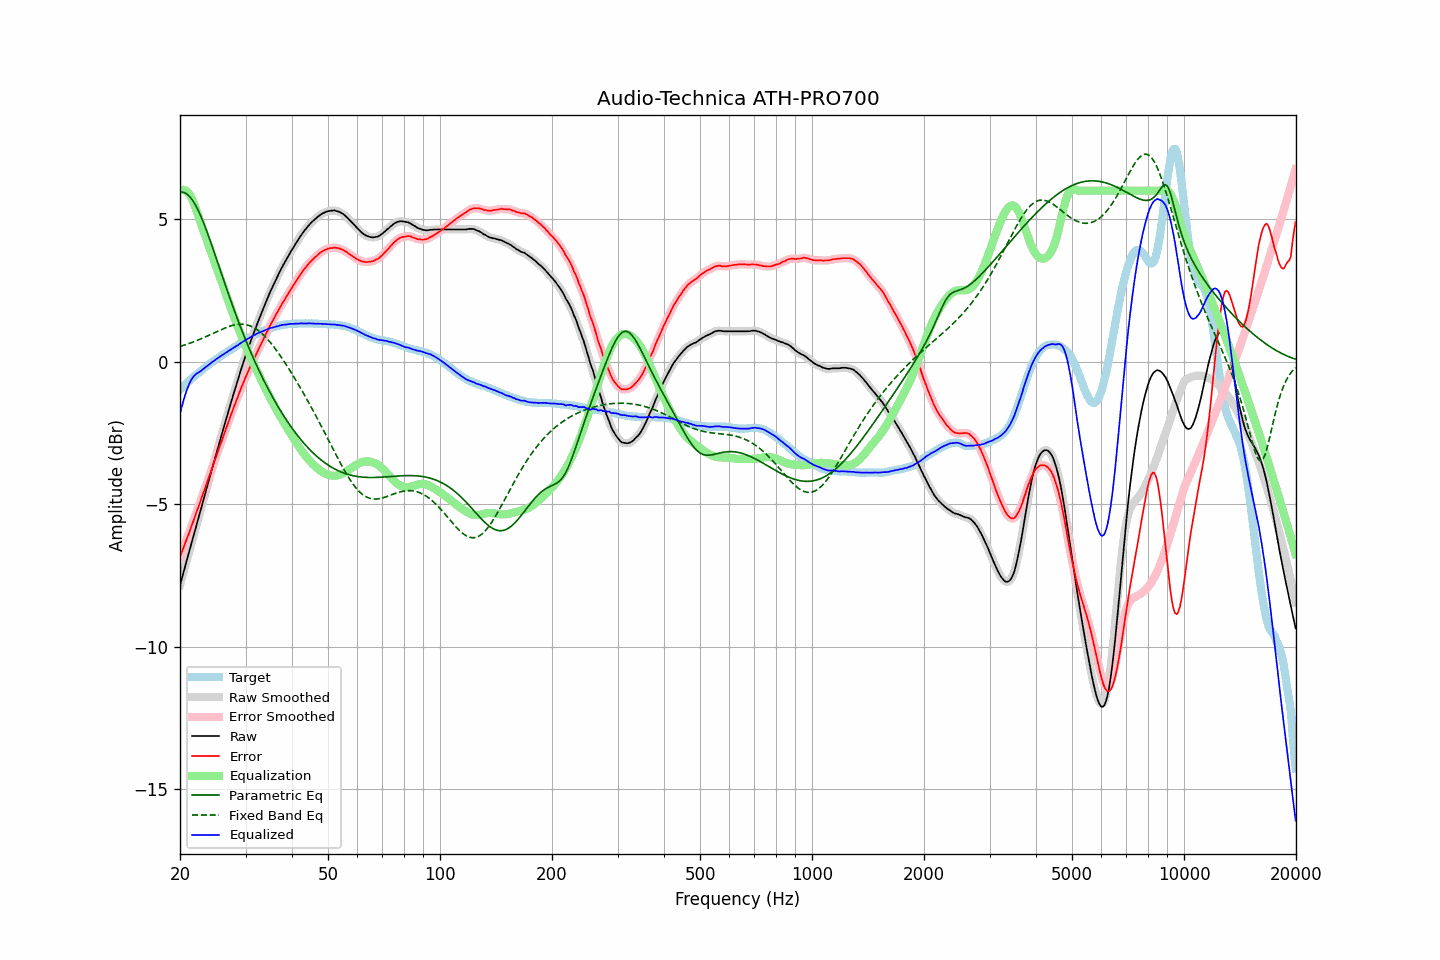 Audio-Technica ATH-PRO700
Amplitude (dBr)
5
0
−5
−10
−15
Target
Raw Smoothed
Error Smoothed
Raw
Error
Equalization
Parametric Eq
Fixed Band Eq
Equalized
20 50 100 200 500 1000 2000 5000 10000 20000
Frequency (Hz)